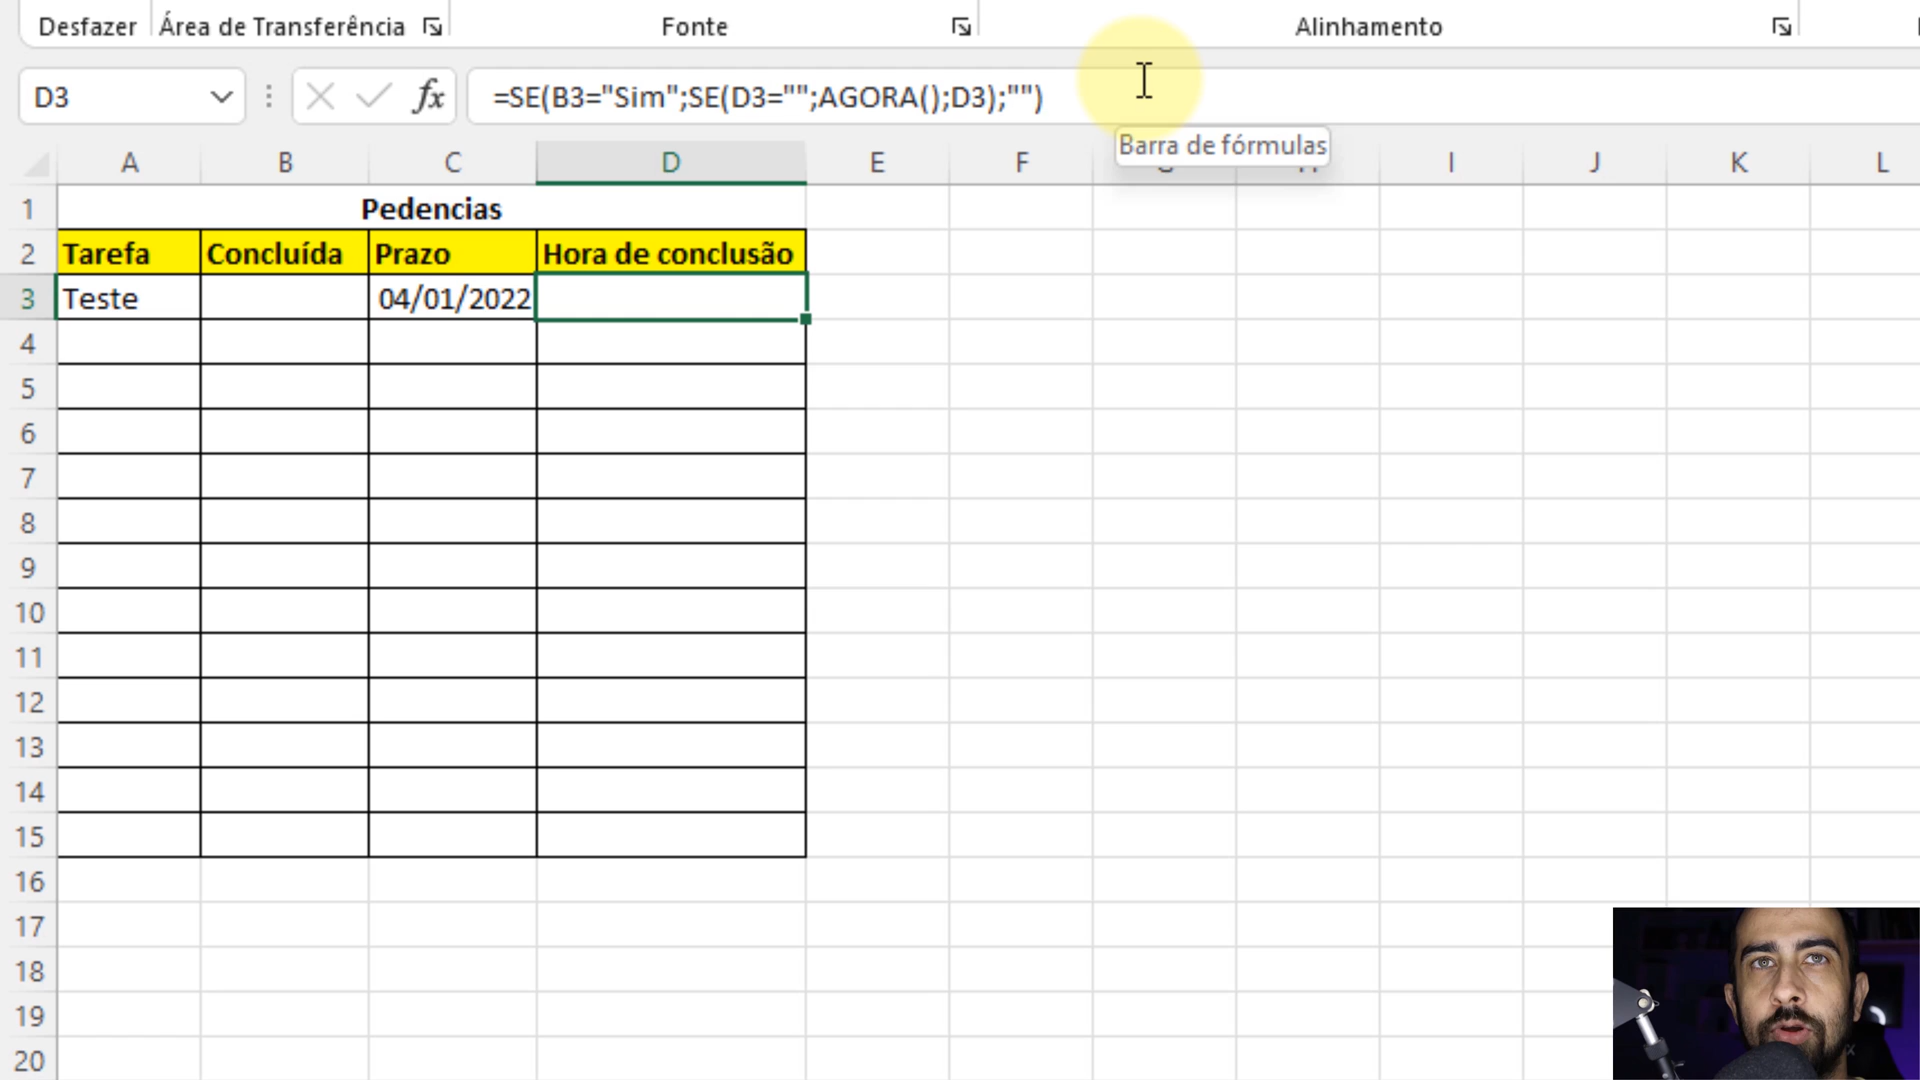 Desfazer Área de Transferência Fonte Alinhamento
D3 fx =SE(B3="Sim";SE(D3="";AGORA();D3);"")
Barra de fórmulas
A B C D E F I J K L
1 Pedencias
2 Tarefa Concluída Prazo Hora de conclusão
3 Teste 04/01/2022
4
5
6
7
8
9
10
11
12
13
14
15
16
17
18
19
20